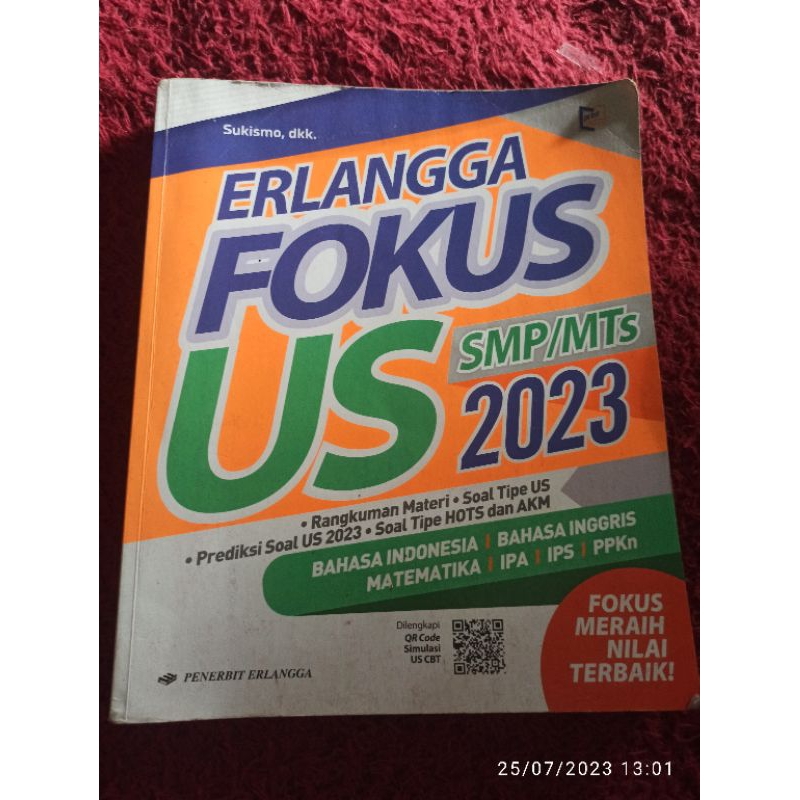 Sukismo, dkk.
ERLANGGA
FOKUS
US
SMP/MTs
2023
• Rangkuman Materi • Soal Tipe US
• Prediksi Soal US 2023 • Soal Tipe HOTS dan AKM
BAHASA INDONESIA | BAHASA INGGRIS
MATEMATIKA | IPA | IPS | PPKn
Dilengkapi
QR Code
Simulasi
US CBT
FOKUS
MERAIH
NILAI
TERBAIK!
PENERBIT ERLANGGA
25/07/2023 13:01